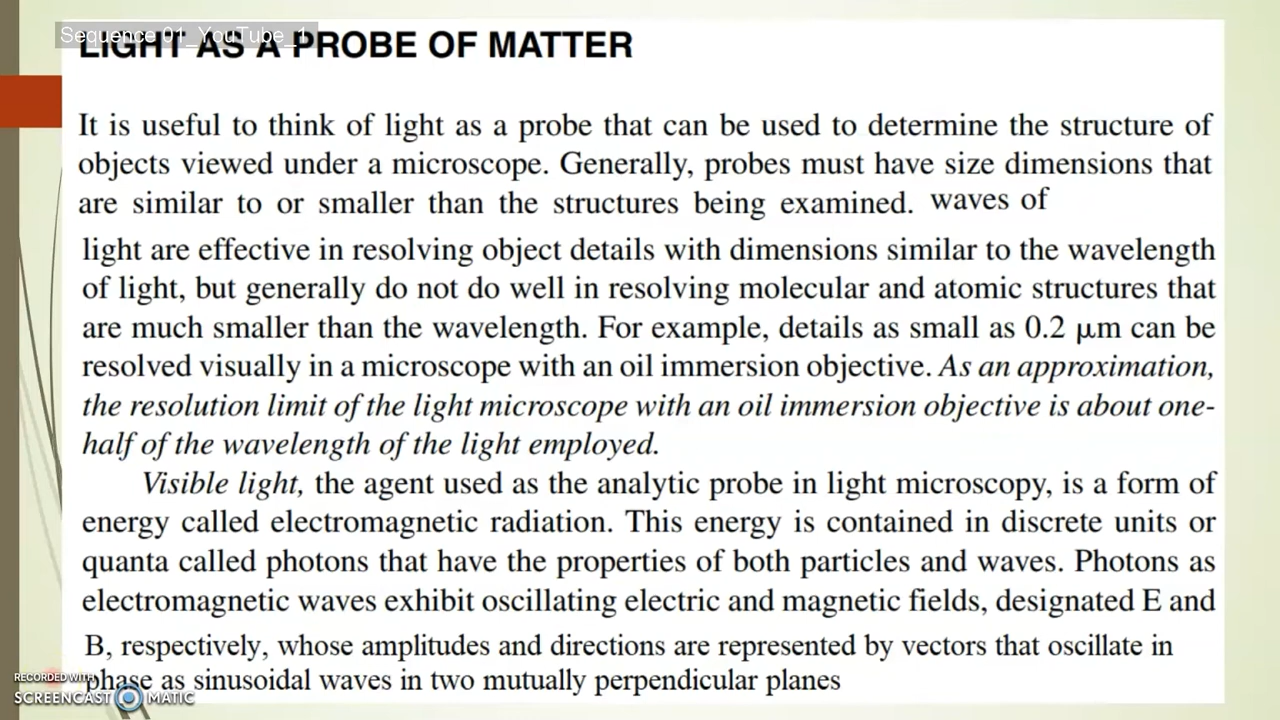 Sequence 01_YouTube_1
LIGHT AS A PROBE OF MATTER
It is useful to think of light as a probe that can be used to determine the structure of
objects viewed under a microscope. Generally, probes must have size dimensions that
are similar to or smaller than the structures being examined. waves of
light are effective in resolving object details with dimensions similar to the wavelength
of light, but generally do not do well in resolving molecular and atomic structures that
are much smaller than the wavelength. For example, details as small as 0.2 μm can be
resolved visually in a microscope with an oil immersion objective. As an approximation,
the resolution limit of the light microscope with an oil immersion objective is about one-
half of the wavelength of the light employed.
Visible light, the agent used as the analytic probe in light microscopy, is a form of
energy called electromagnetic radiation. This energy is contained in discrete units or
quanta called photons that have the properties of both particles and waves. Photons as
electromagnetic waves exhibit oscillating electric and magnetic fields, designated E and
B, respectively, whose amplitudes and directions are represented by vectors that oscillate in
phase as sinusoidal waves in two mutually perpendicular planes
RECORDED WITH
SCREENCAST MATIC